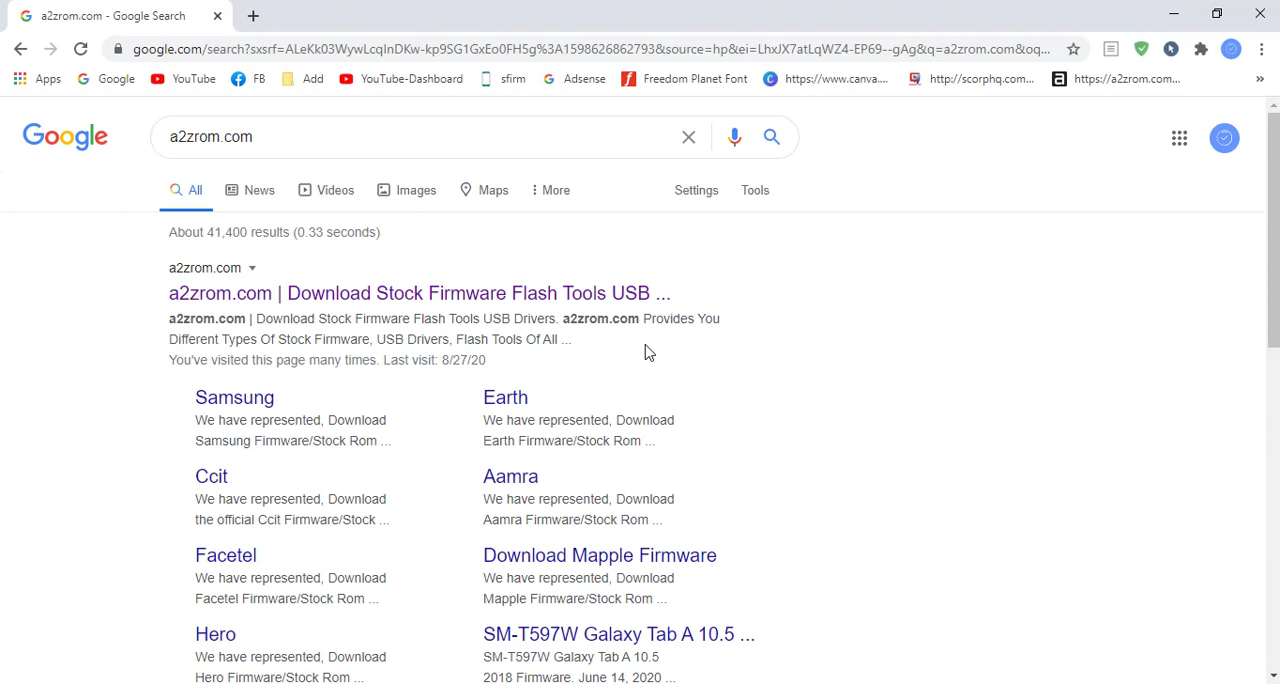 a2zrom.com - Google Search
google.com/search?sxsrf=ALeKk03WywLcqlnDKw-kp9SG1GxEo0FH5g%3A1598626862793&source=hp&ei=LhxJX7atLqWZ4-EP69--gAg&q=a2zrom.com&oq...
Apps Google YouTube FB Add YouTube-Dashboard sfirm Adsense Freedom Planet Font https://www.canva.... http://scorphq.com... https://a2zrom.com... »
Google a2zrom.com
All News Videos Images Maps More Settings Tools
About 41,400 results (0.33 seconds)
a2zrom.com
a2zrom.com | Download Stock Firmware Flash Tools USB ...
a2zrom.com | Download Stock Firmware Flash Tools USB Drivers. a2zrom.com Provides You
Different Types Of Stock Firmware, USB Drivers, Flash Tools Of All ...
You've visited this page many times. Last visit: 8/27/20
Samsung
We have represented, Download
Samsung Firmware/Stock Rom ...
Earth
We have represented, Download
Earth Firmware/Stock Rom ...
Ccit
We have represented, Download
the official Ccit Firmware/Stock ...
Aamra
We have represented, Download
Aamra Firmware/Stock Rom ...
Facetel
We have represented, Download
Facetel Firmware/Stock Rom ...
Download Mapple Firmware
We have represented, Download
Mapple Firmware/Stock Rom ...
Hero
We have represented, Download
Hero Firmware/Stock Rom ...
SM-T597W Galaxy Tab A 10.5 ...
SM-T597W Galaxy Tab A 10.5
2018 Firmware. June 14, 2020 ...